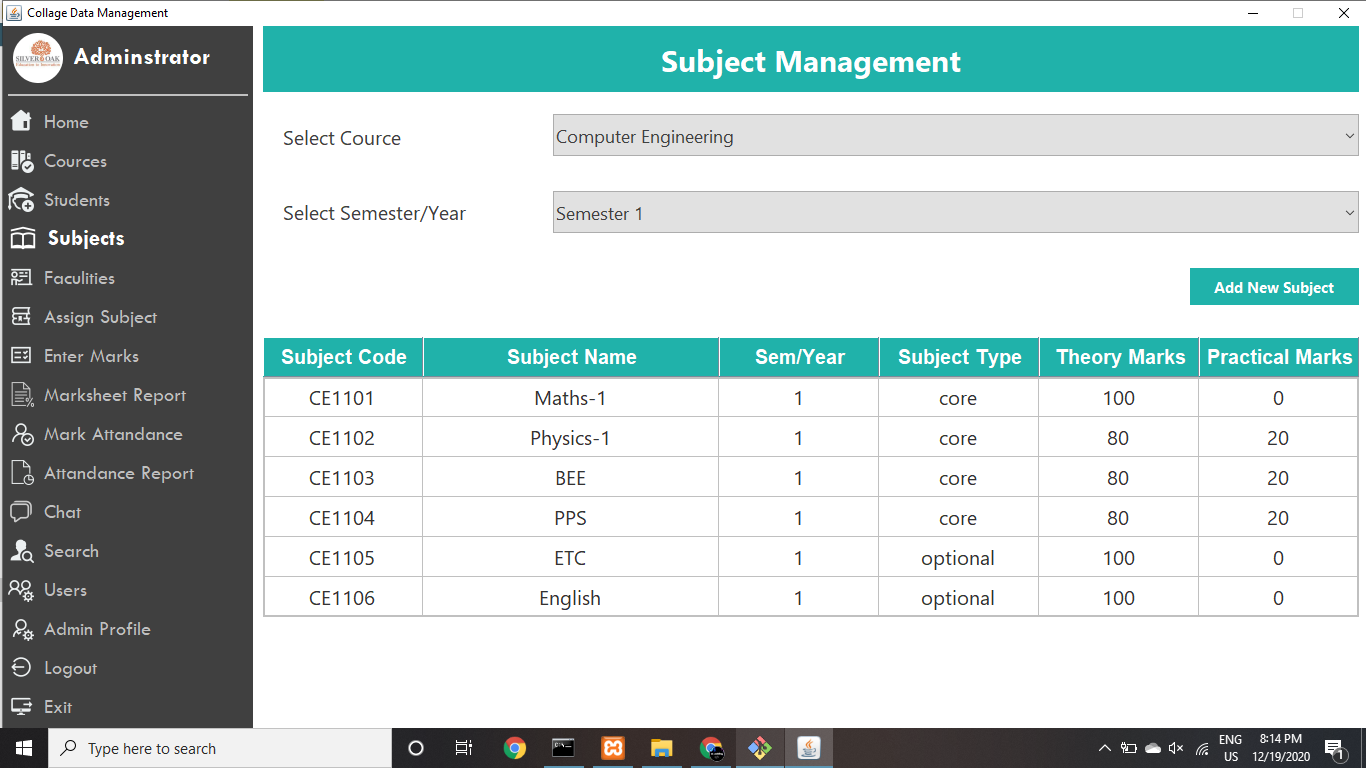 Collage Data Management
SILVER OAK
Education to Innovation
Adminstrator
Home
Cources
Students
Subjects
Faculities
Assign Subject
Enter Marks
Marksheet Report
Mark Attandance
Attandance Report
Chat
Search
Users
Admin Profile
Logout
Exit
Subject Management
Select Cource Computer Engineering
Select Semester/Year Semester 1
Add New Subject
Subject Code Subject Name Sem/Year Subject Type Theory Marks Practical Marks
CE1101 Maths-1 1 core 100 0
CE1102 Physics-1 1 core 80 20
CE1103 BEE 1 core 80 20
CE1104 PPS 1 core 80 20
CE1105 ETC 1 optional 100 0
CE1106 English 1 optional 100 0
Type here to search
ENG 8:14 PM
US 12/19/2020
1